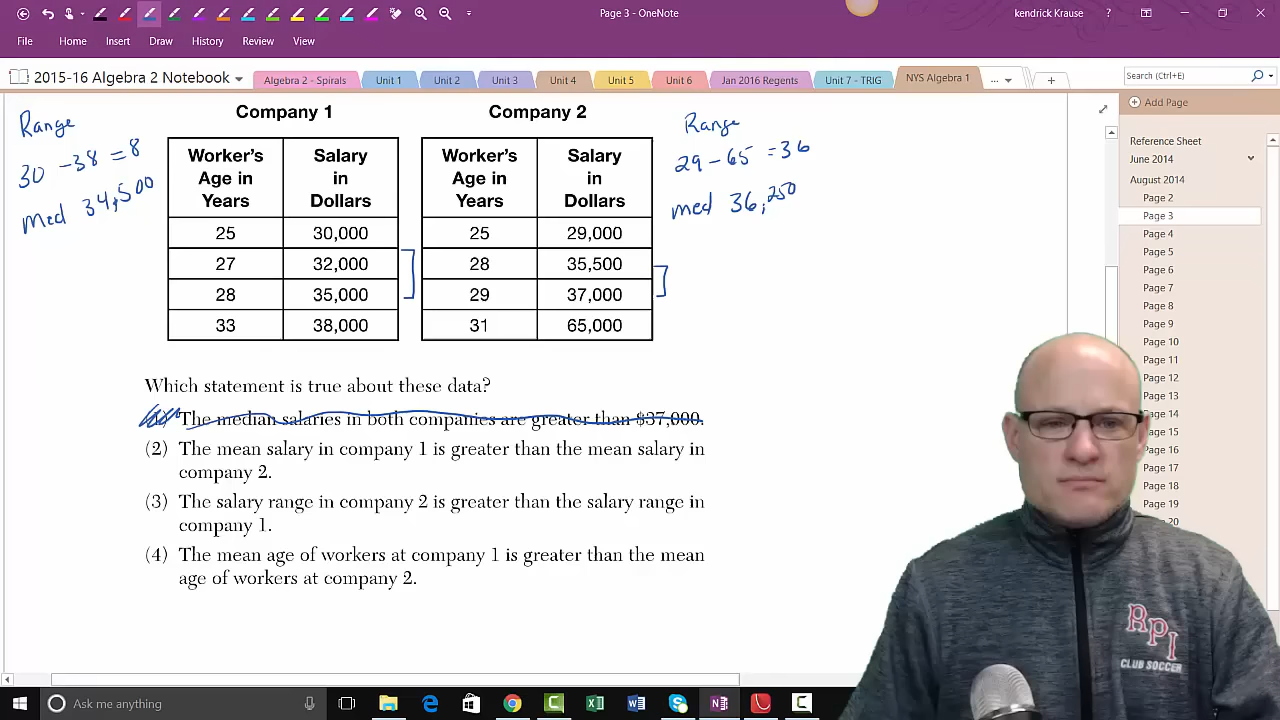 Page 3 - OneNote
kendrick Krause
?
File Home Insert Draw History Review View
2015-16 Algebra 2 Notebook
Algebra 2 - Spirals Unit 1 Unit 2 Unit 3 Unit 4 Unit 5 Unit 6 Jan 2016 Regents Unit 7 - TRIG NYS Algebra 1 ...
Search (Ctrl+E)
Range
30 - 38 = 8
med 34,500
Company 1
Worker's Age in Years Salary in Dollars
25 30,000
27 32,000
28 35,000
33 38,000
Company 2
Worker's Age in Years Salary in Dollars
25 29,000
28 35,500
29 37,000
31 65,000
Range
29 - 65 = 36
med 36,250
Which statement is true about these data?
The median salaries in both companies are greater than $37,000.
(2) The mean salary in company 1 is greater than the mean salary in
company 2.
(3) The salary range in company 2 is greater than the salary range in
company 1.
(4) The mean age of workers at company 1 is greater than the mean
age of workers at company 2.
Add Page
Reference Sheet
June 2014
August 2014
Page 2
Page 3
Page 4
Page 5
Page 6
Page 7
Page 8
Page 9
Page 10
Page 11
Page 12
Page 13
Page 14
Page 15
Page 16
Page 17
Page 18
Page 19
20
RPI
CLUB SOCCER
Ask me anything